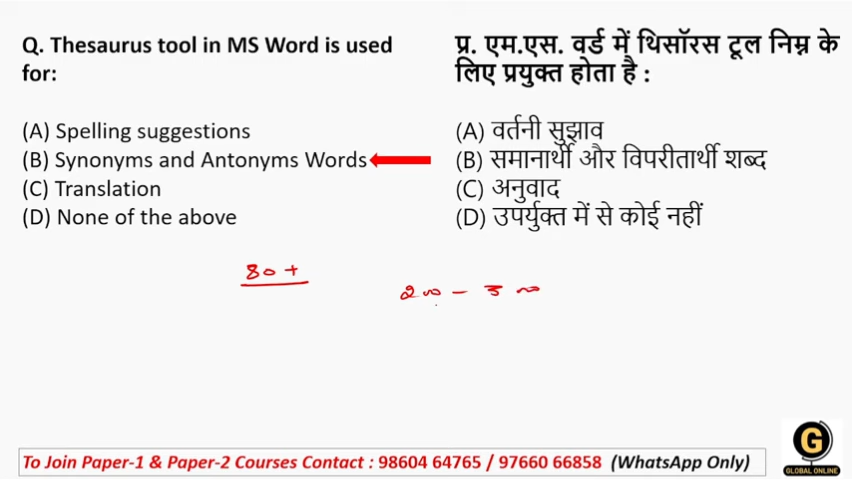 Q. Thesaurus tool in MS Word is used
for:
(A) Spelling suggestions
(B) Synonyms and Antonyms Words
(C) Translation
(D) None of the above
प्र. एम.एस. वर्ड में थिसॉरस टूल निम्न के
लिए प्रयुक्त होता है :
(A) वर्तनी सुझाव
(B) समानार्थी और विपरीतार्थी शब्द
(C) अनुवाद
(D) उपर्युक्त में से कोई नहीं
80 +
200 - 300
To Join Paper-1 & Paper-2 Courses Contact : 98604 64765 / 97660 66858 (WhatsApp Only)
G
GLOBAL ONLINE